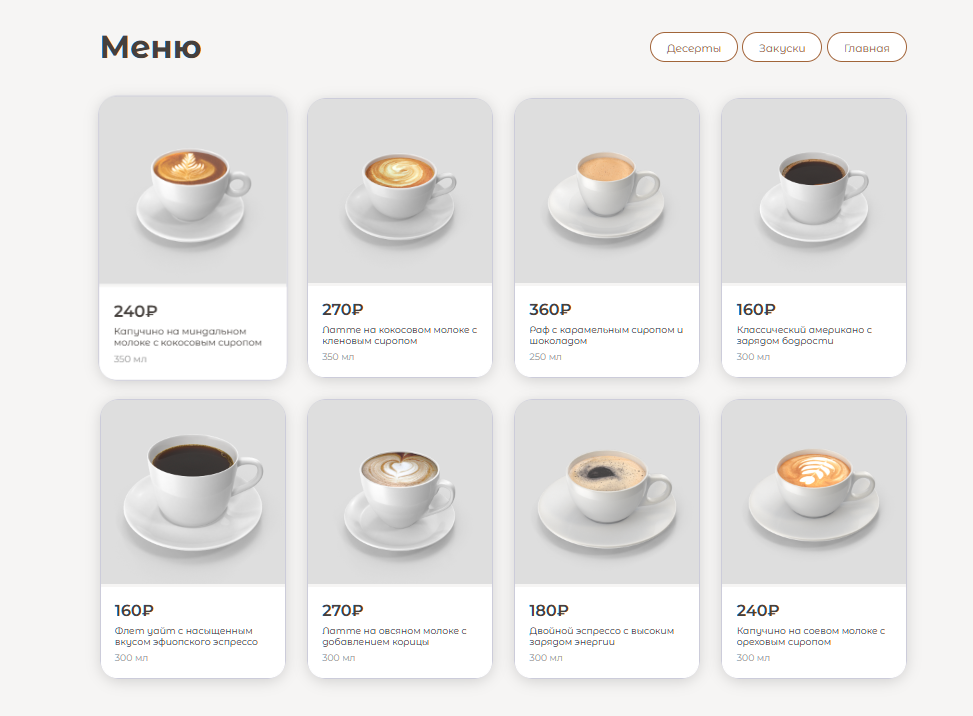 Меню
Десерты Закуски Главная
240₽
Капучино на миндальном
молоке с кокосовым сиропом
350 мл
270₽
Латте на кокосовом молоке с
кленовым сиропом
350 мл
360₽
Раф с карамельным сиропом и
шоколадом
250 мл
160₽
Классический американо с
зарядом бодрости
300 мл
160₽
Флет уайт с насыщенным
вкусом эфиопского эспрессо
300 мл
270₽
Латте на овсяном молоке с
добавлением корицы
300 мл
180₽
Двойной эспрессо с высоким
зарядом энергии
300 мл
240₽
Капучино на соевом молоке с
ореховым сиропом
300 мл